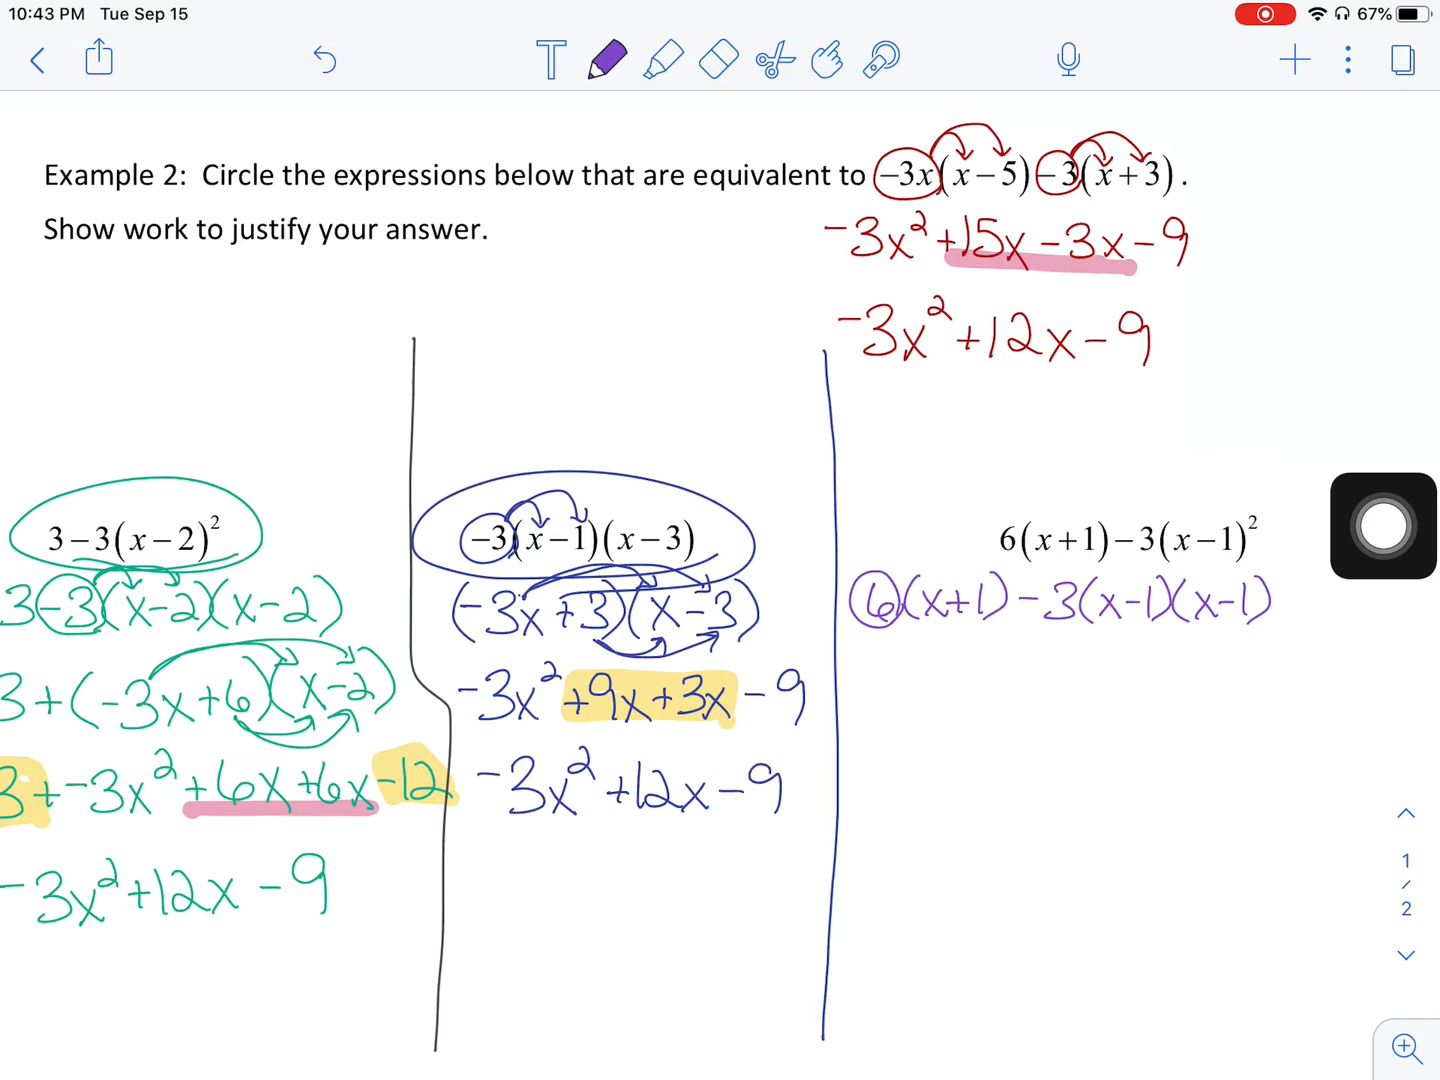 10:43 PM Tue Sep 15
67%
T
Example 2: Circle the expressions below that are equivalent to −3x(x−5)−3(x+3).
Show work to justify your answer.
-3x²+15x-3x-9
-3x²+12x-9
3−3(x−2)²
3-3(x-2)(x-2)
3+(-3x+6)(x-2)
3+-3x²+6x+6x-12
-3x²+12x-9
−3(x−1)(x−3)
(-3x+3)(x-3)
-3x²+9x+3x-9
-3x²+12x-9
6(x+1)−3(x−1)²
6(x+1)-3(x-1)(x-1)
1
/
2